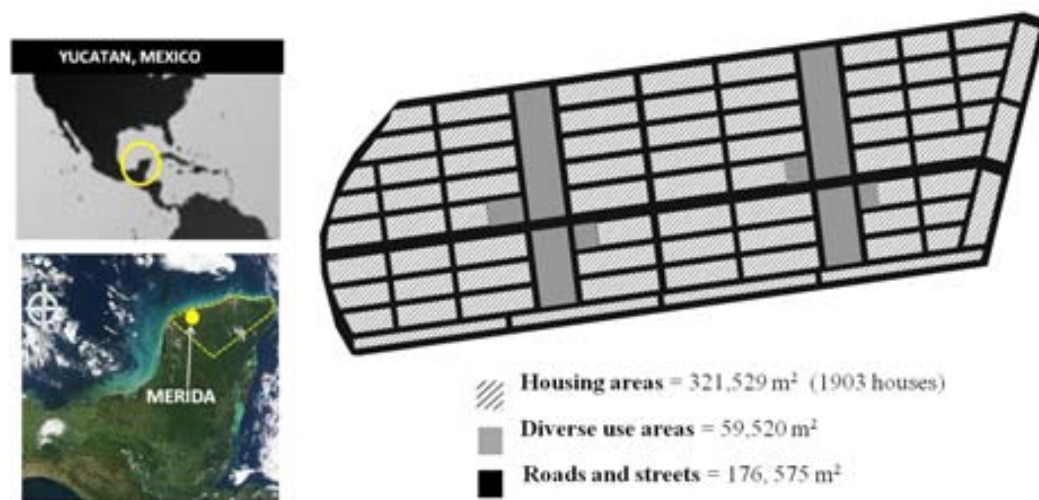 YUCATAN, MEXICO
MERIDA
Housing areas = 321,529 m² (1903 houses)
Diverse use areas = 59,520 m²
Roads and streets = 176, 575 m²